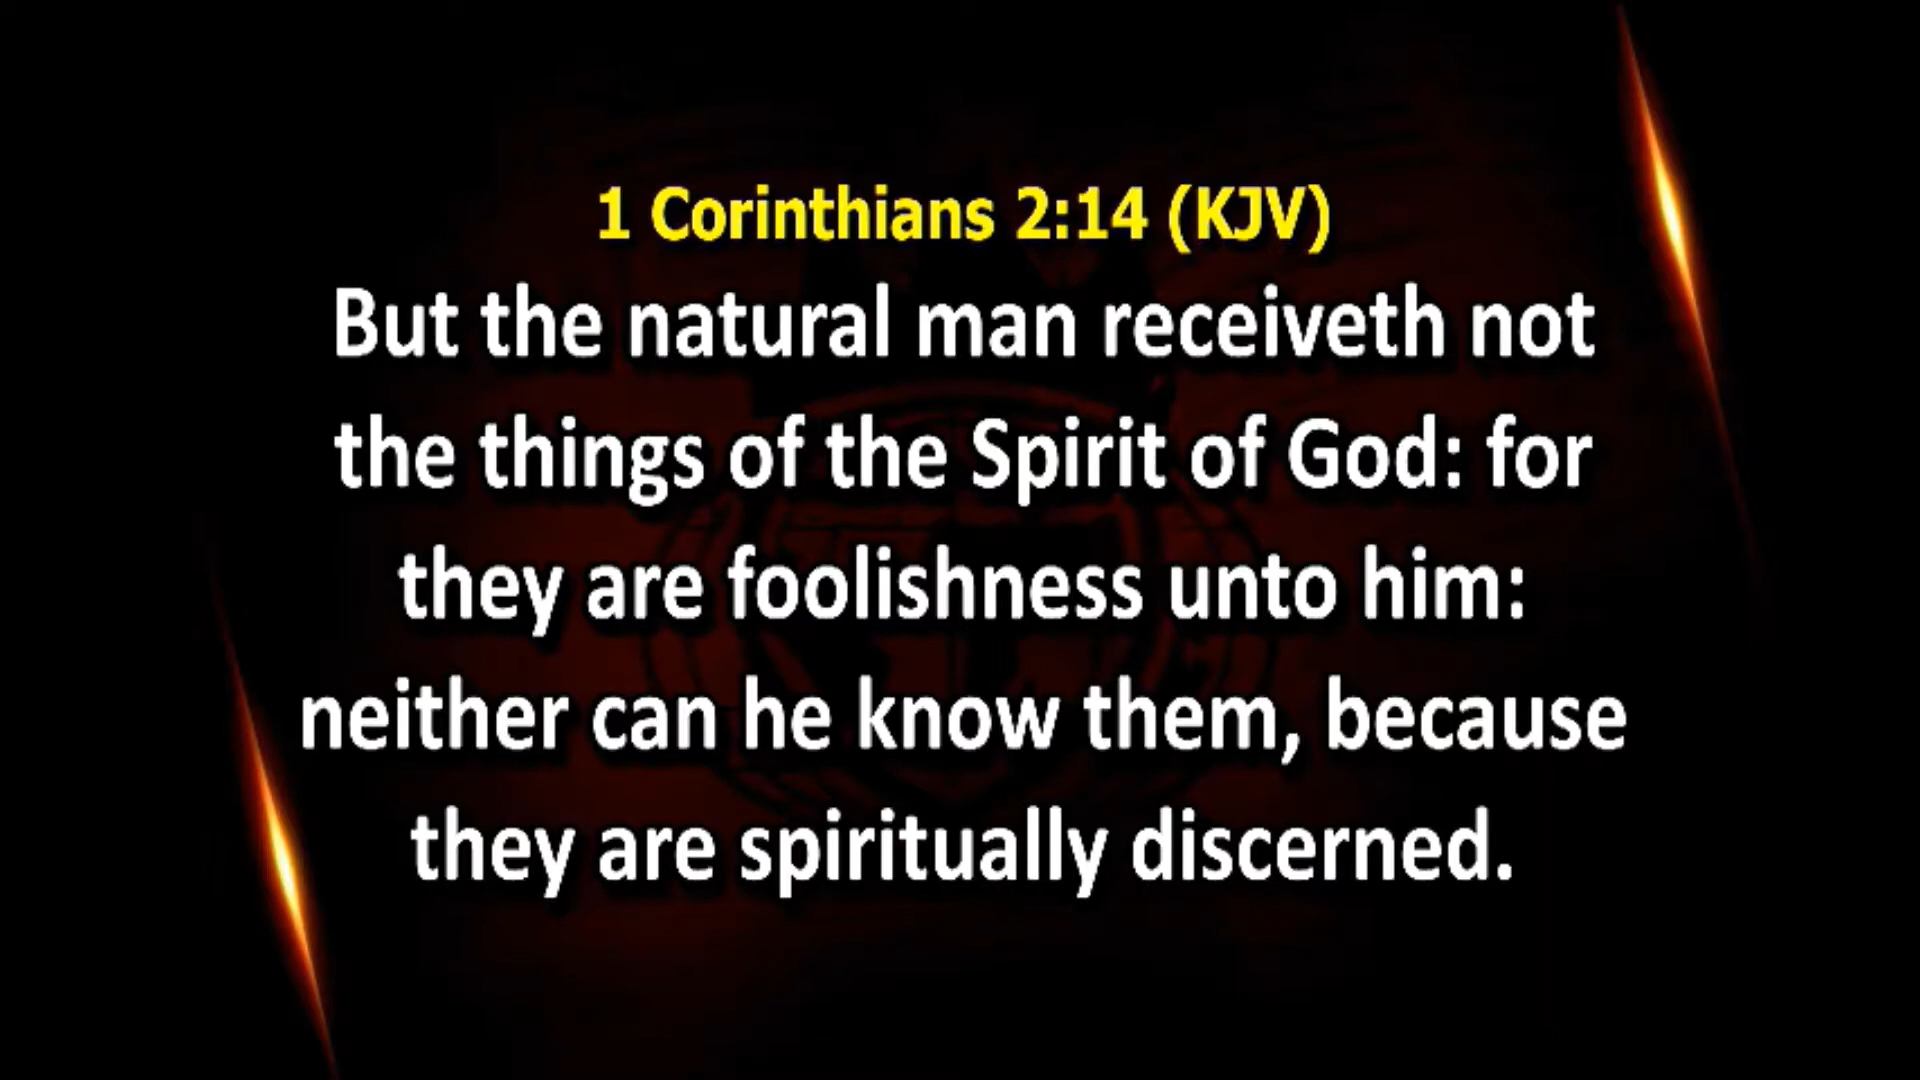 1 Corinthians 2:14 (KJV)
But the natural man receiveth not
the things of the Spirit of God: for
they are foolishness unto him:
neither can he know them, because
they are spiritually discerned.